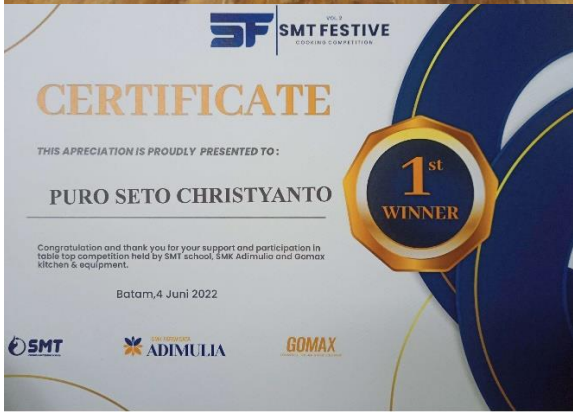 VOL. 2
SF SMT FESTIVE
COOKING COMPETITION
CERTIFICATE
THIS APRECIATION IS PROUDLY PRESENTED TO :
PURO SETO CHRISTYANTO
1st
WINNER
Congratulation and thank you for your support and participation in
table top competition held by SMT school, SMK Adimulio and Gomax
kitchen & equipment.
Batam,4 Juni 2022
SMT
ADIMULIA
GOMAX